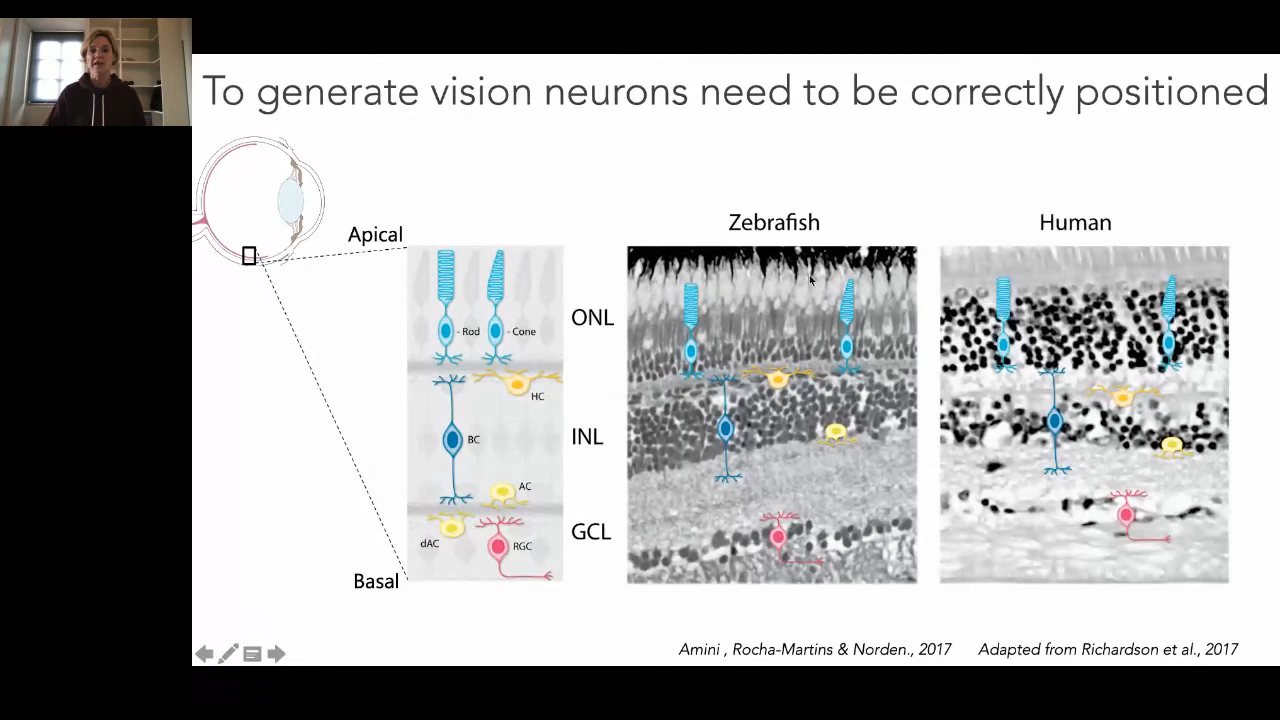 To generate vision neurons need to be correctly positioned
Apical
Basal
- Rod
- Cone
HC
BC
AC
dAC
RGC
ONL
INL
GCL
Zebrafish
Human
Amini , Rocha-Martins & Norden., 2017
Adapted from Richardson et al., 2017